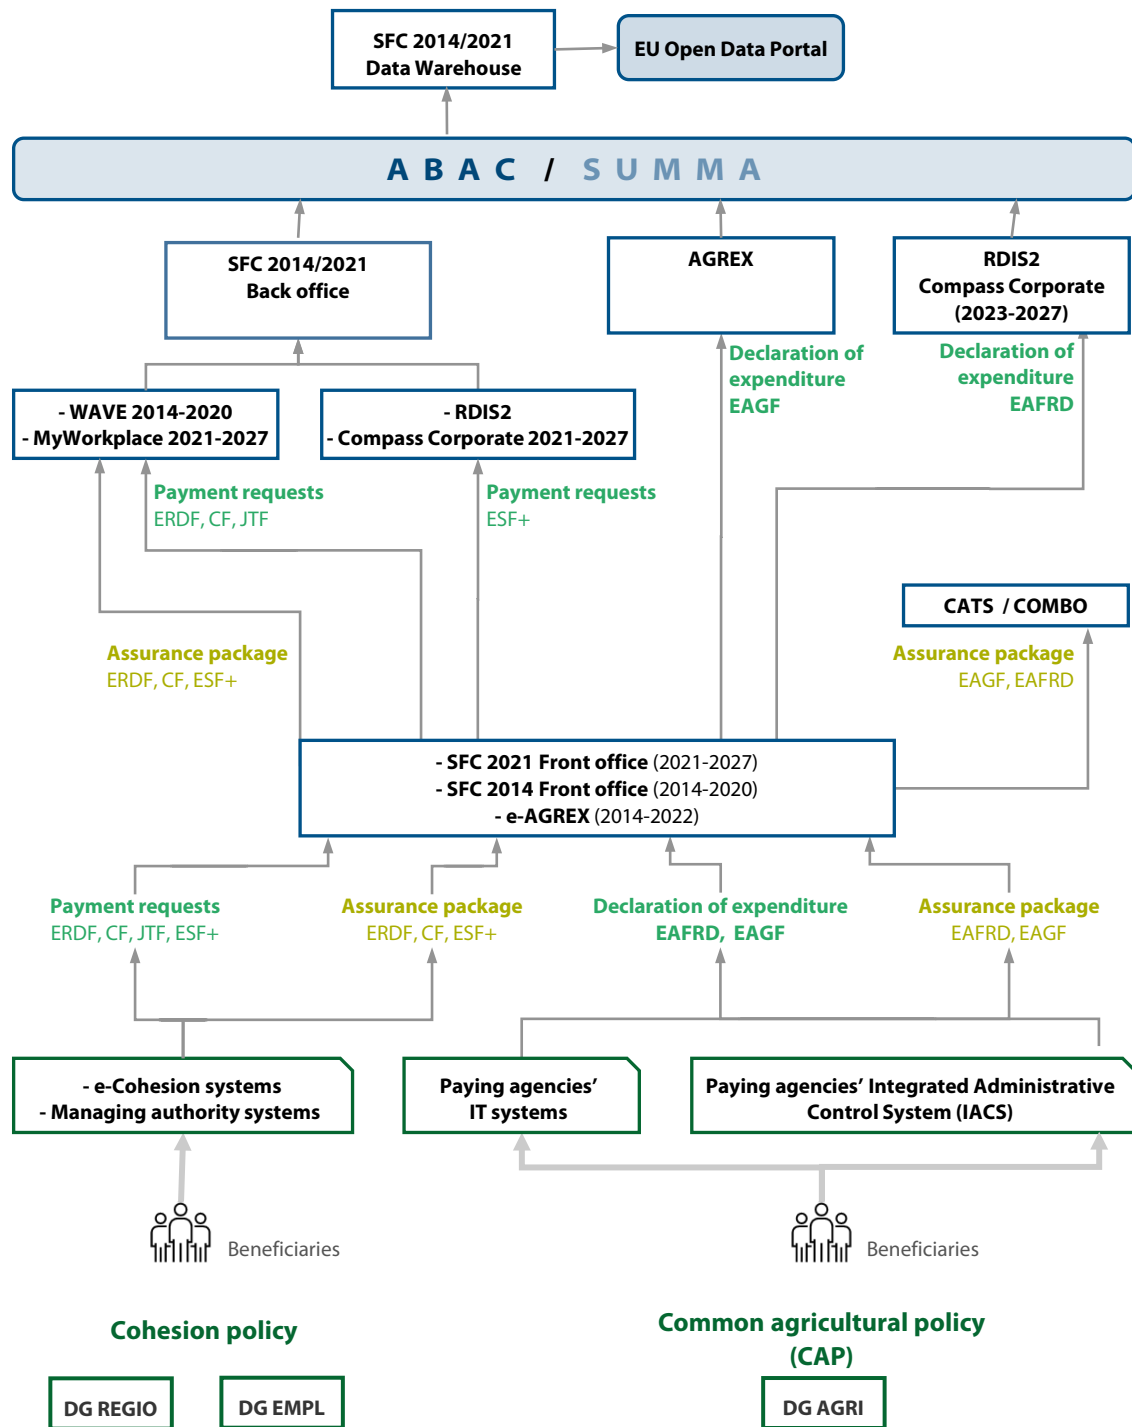 SFC 2014/2021
Data Warehouse
EU Open Data Portal
ABAC / SUMMA
SFC 2014/2021
Back office
AGREX
RDIS2
Compass Corporate
(2023-2027)
Declaration of
expenditure
EAGF
Declaration of
expenditure
EAFRD
- WAVE 2014-2020
- MyWorkplace 2021-2027
- RDIS2
- Compass Corporate 2021-2027
Payment requests
ERDF, CF, JTF
Payment requests
ESF+
CATS / COMBO
Assurance package
ERDF, CF, ESF+
Assurance package
EAGF, EAFRD
- SFC 2021 Front office (2021-2027)
- SFC 2014 Front office (2014-2020)
- e-AGREX (2014-2022)
Payment requests
ERDF, CF, JTF, ESF+
Assurance package
ERDF, CF, ESF+
Declaration of expenditure
EAFRD, EAGF
Assurance package
EAFRD, EAGF
- e-Cohesion systems
- Managing authority systems
Paying agencies’
IT systems
Paying agencies’ Integrated Administrative
Control System (IACS)
Beneficiaries
Beneficiaries
Cohesion policy
Common agricultural policy
(CAP)
DG REGIO
DG EMPL
DG AGRI